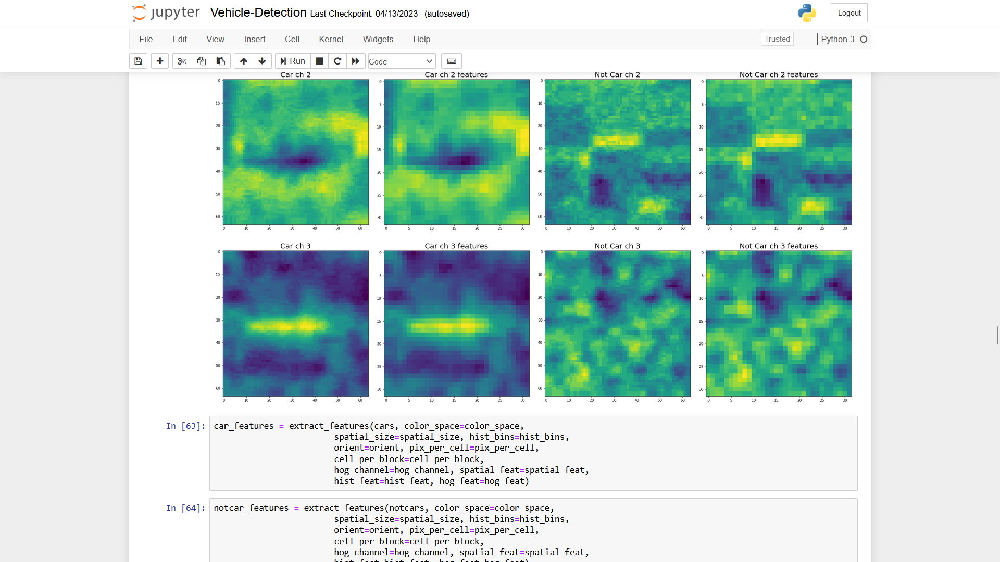 jupyter Vehicle-Detection Last Checkpoint: 04/13/2023 (autosaved) Logout
File Edit View Insert Cell Kernel Widgets Help Trusted Python 3
Run Code
Car ch 2 Car ch 2 features Not Car ch 2 Not Car ch 2 features
0 10 20 30 40 50 60
0 10 20 30 40 50 60
0 5 10 15 20 25 30
0 5 10 15 20 25 30
0 10 20 30 40 50 60
0 10 20 30 40 50 60
0 5 10 15 20 25 30
0 5 10 15 20 25 30
Car ch 3 Car ch 3 features Not Car ch 3 Not Car ch 3 features
0 10 20 30 40 50 60
0 10 20 30 40 50 60
0 5 10 15 20 25 30
0 5 10 15 20 25 30
0 10 20 30 40 50 60
0 10 20 30 40 50 60
0 5 10 15 20 25 30
0 5 10 15 20 25 30
In [63]: car_features = extract_features(cars, color_space=color_space,
spatial_size=spatial_size, hist_bins=hist_bins,
orient=orient, pix_per_cell=pix_per_cell,
cell_per_block=cell_per_block,
hog_channel=hog_channel, spatial_feat=spatial_feat,
hist_feat=hist_feat, hog_feat=hog_feat)
In [64]: notcar_features = extract_features(notcars, color_space=color_space,
spatial_size=spatial_size, hist_bins=hist_bins,
orient=orient, pix_per_cell=pix_per_cell,
cell_per_block=cell_per_block,
hog_channel=hog_channel, spatial_feat=spatial_feat,